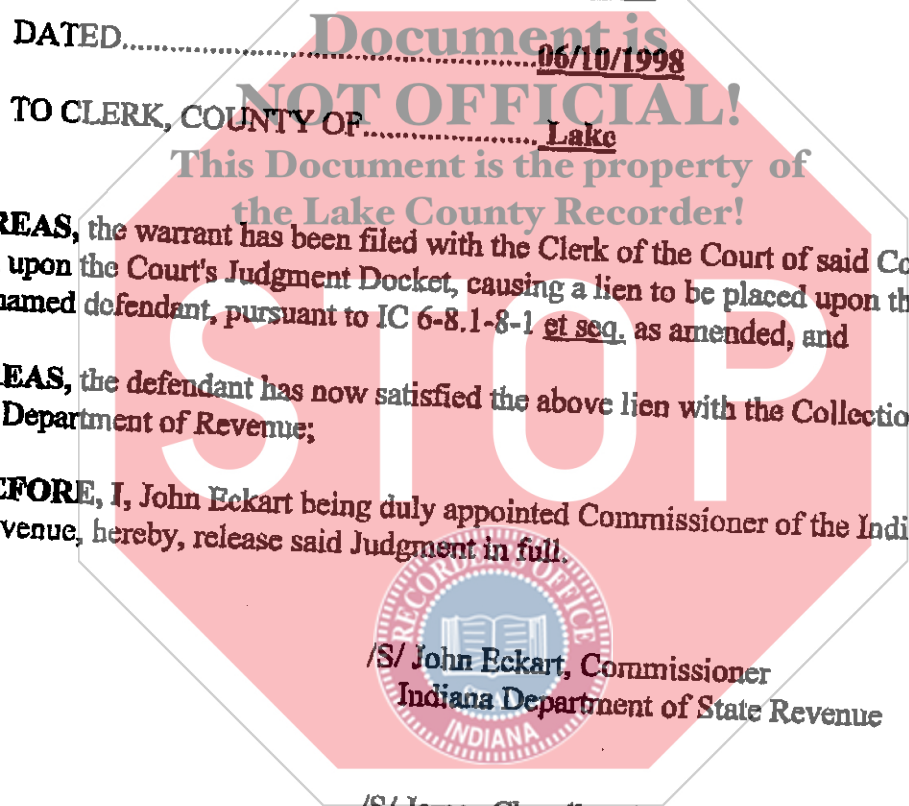 Document is
DATED.......................................................06/10/1998
NOT OFFICIAL!
TO CLERK, COUNTY OF.............................. Lake
This Document is the property of
the Lake County Recorder!
REAS, the warrant has been filed with the Clerk of the Court of said Co
upon the Court's Judgment Docket, causing a lien to be placed upon th
named defendant, pursuant to IC 6-8.1-8-1 et seq. as amended, and
EAS, the defendant has now satisfied the above lien with the Collectio
Department of Revenue;
EFORE, I, John Eckart being duly appointed Commissioner of the Indi
venue, hereby, release said Judgment in full.
STOP
RECORDER'S OFFICE
/S/ John Eckart, Commissioner
Indiana Department of State Revenue
INDIANA
/S/